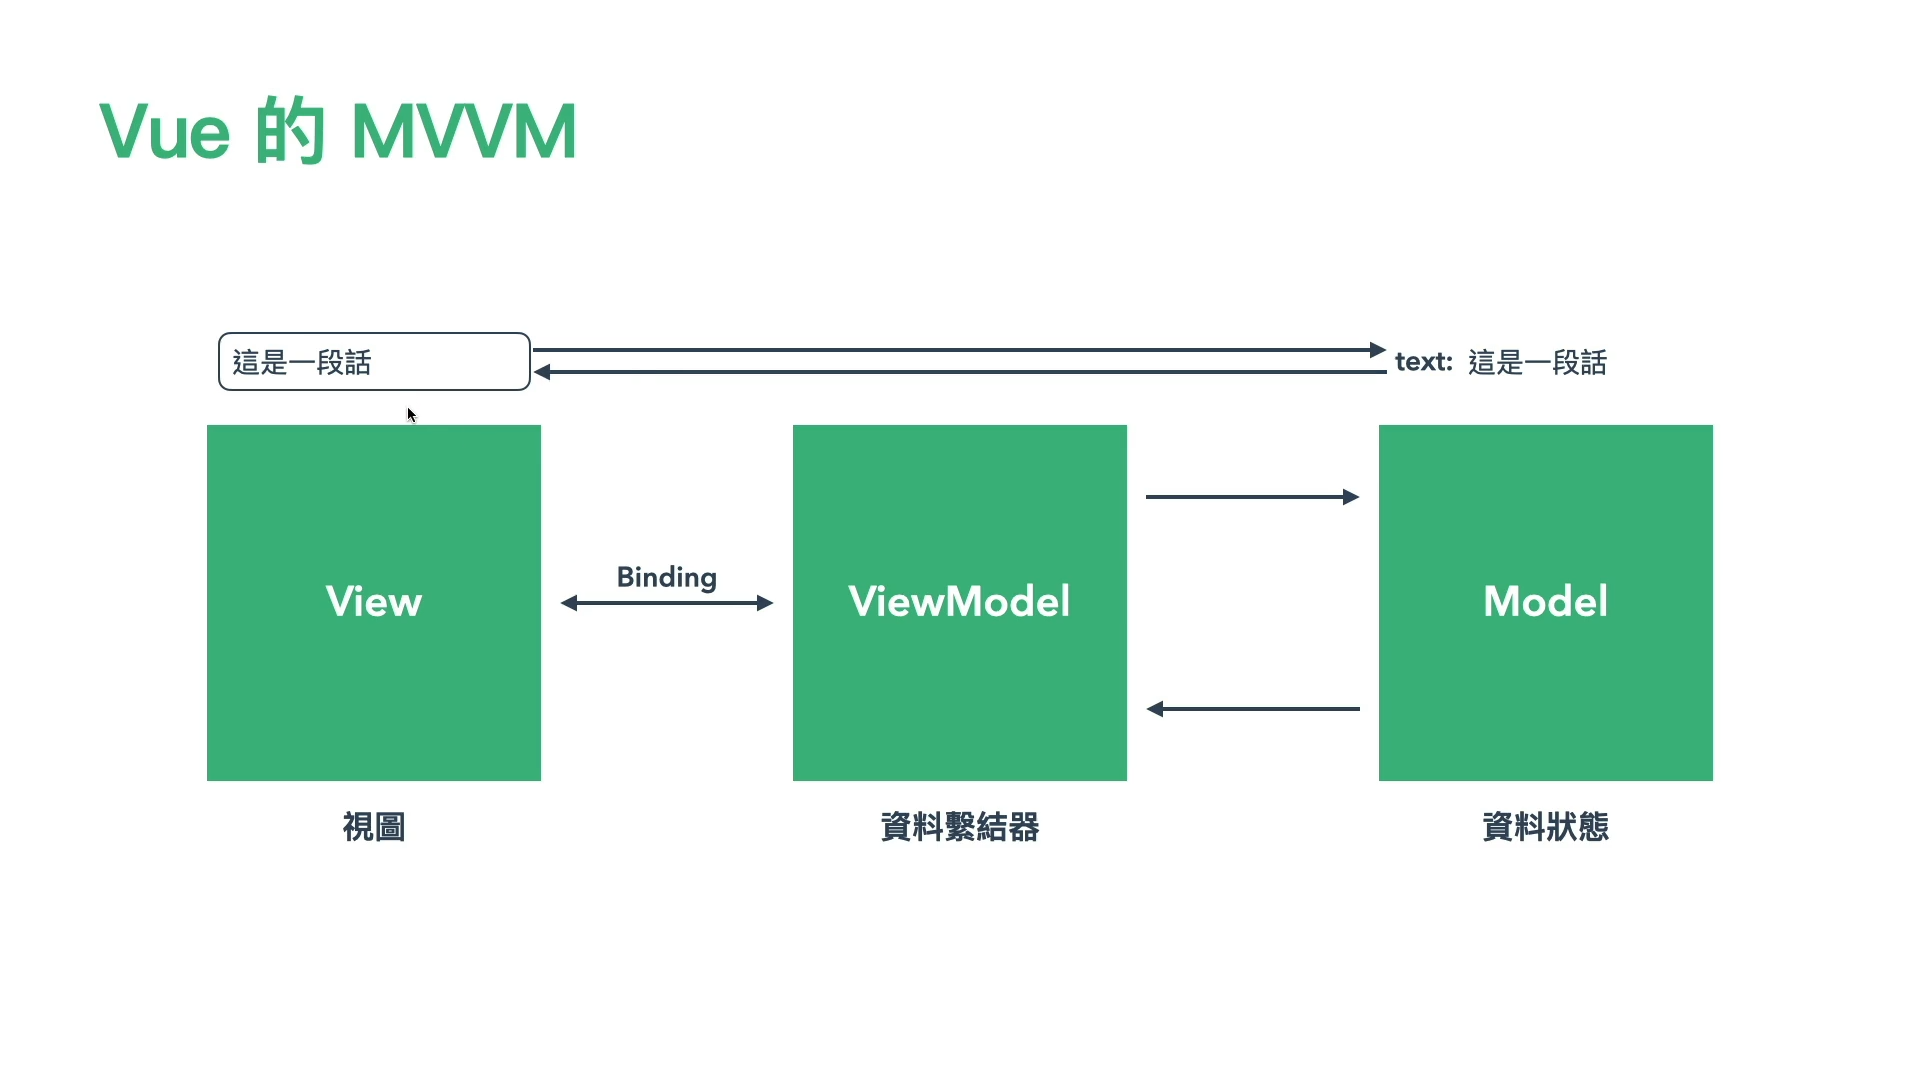 Vue 的 MVVM
這是一段話
text: 這是一段話
View
Binding
ViewModel
Model
視圖
資料繫結器
資料狀態